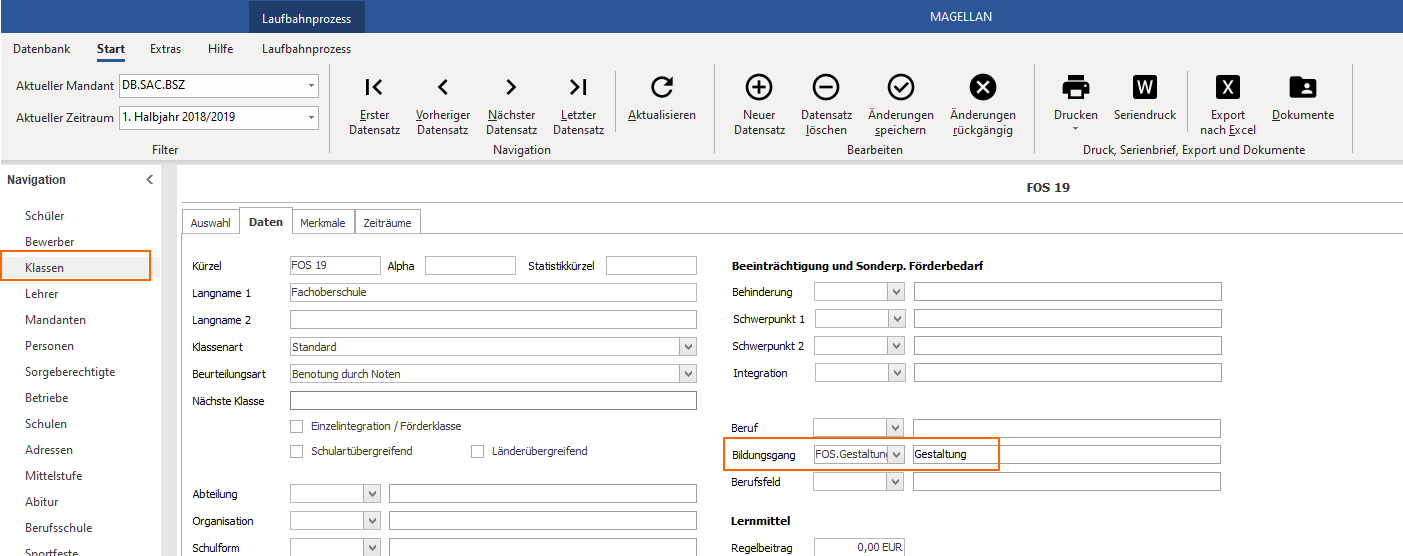 Laufbahnprozess
MAGELLAN
Datenbank Start Extras Hilfe Laufbahnprozess
Aktueller Mandant DB.SAC.BSZ
Aktueller Zeitraum 1. Halbjahr 2018/2019
Filter
Erster Datensatz
Vorheriger Datensatz
Nächster Datensatz
Letzter Datensatz
Aktualisieren
Navigation
Neuer Datensatz
Datensatz löschen
Änderungen speichern
Änderungen rückgängig
Bearbeiten
Drucken
W
Seriendruck
X
Export nach Excel
Dokumente
Druck, Serienbrief, Export und Dokumente
Navigation
Schüler
Bewerber
Klassen
Lehrer
Mandanten
Personen
Sorgeberechtigte
Betriebe
Schulen
Adressen
Mittelstufe
Abitur
Berufsschule
Sportfeste
FOS 19
Auswahl Daten Merkmale Zeiträume
Kürzel FOS 19 Alpha Statistikkürzel
Langname 1 Fachoberschule
Langname 2
Klassenart Standard
Beurteilungsart Benotung durch Noten
Nächste Klasse
Einzelintegration / Förderklasse
Schulartübergreifend Länderübergreifend
Abteilung
Organisation
Schulform
Beeinträchtigung und Sonderp. Förderbedarf
Behinderung
Schwerpunkt 1
Schwerpunkt 2
Integration
Beruf
Bildungsgang FOS.Gestaltung Gestaltung
Berufsfeld
Lernmittel
Regelbeitrag 0,00 EUR